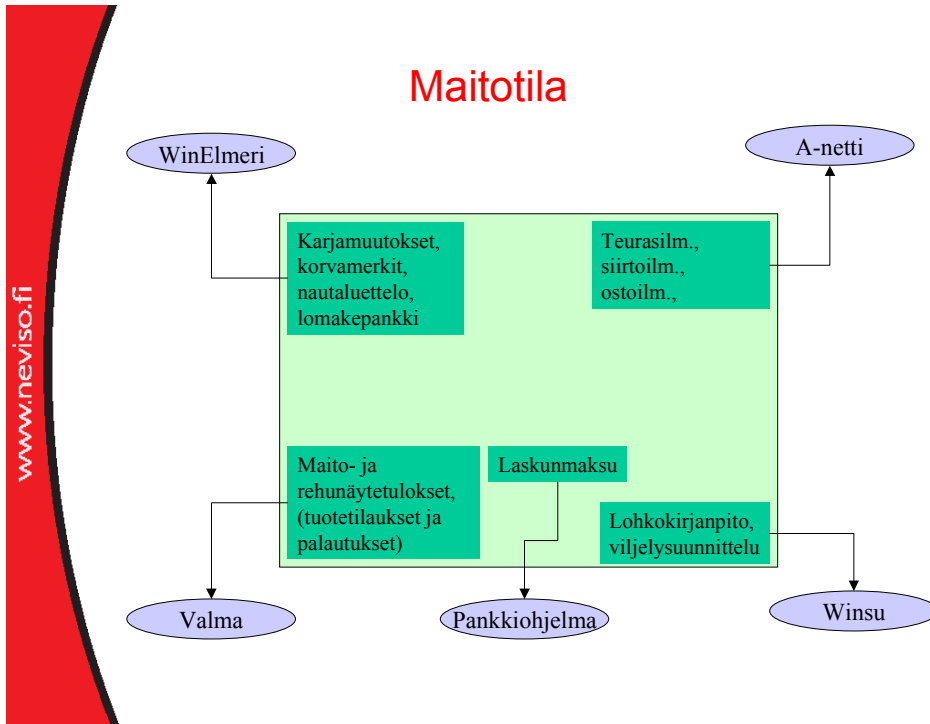 Maitotila
WinElmeri
A-netti
Karjamuutokset,
korvamerkit,
nautaluettelo,
lomakepankki
Teurasilm.,
siirtoilm.,
ostoilm.,
www.neviso.fi
Maito- ja
rehunäytetulokset,
(tuotetilaukset ja
palautukset)
Laskunmaksu
Lohkokirjanpito,
viljelysuunnittelu
Valma
Pankkiohjelma
Winsu